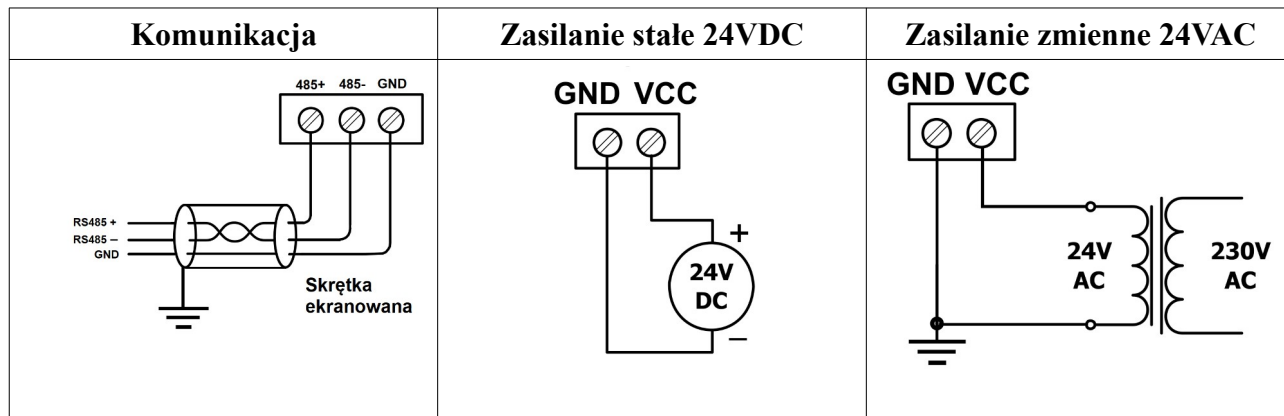 Komunikacja
485+ 485- GND
RS485 +
RS485 –
GND
Skrętka
ekranowana
Zasilanie stałe 24VDC
GND VCC
+
24V
DC
–
Zasilanie zmienne 24VAC
GND VCC
24V
AC
230V
AC